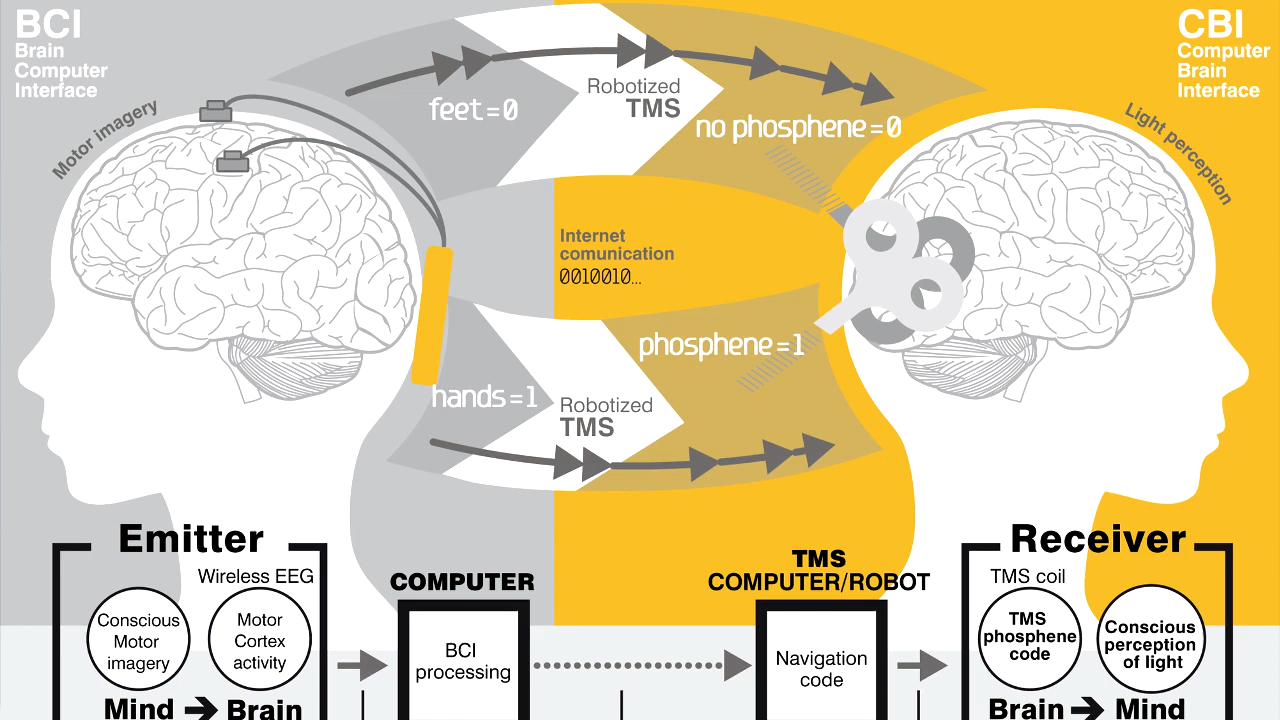 BCI
Brain
Computer
Interface
CBI
Computer
Brain
Interface
Motor imagery
Light perception
feet=0
Robotized
TMS
no phosphene=0
Internet
comunication
0010010...
phosphene=1
hands=1
Robotized
TMS
Emitter
Wireless EEG
Conscious
Motor
imagery
Motor
Cortex
activity
Mind
Brain
COMPUTER
BCI
processing
TMS
COMPUTER/ROBOT
Navigation
code
Receiver
TMS coil
TMS
phosphene
code
Conscious
perception
of light
Brain
Mind